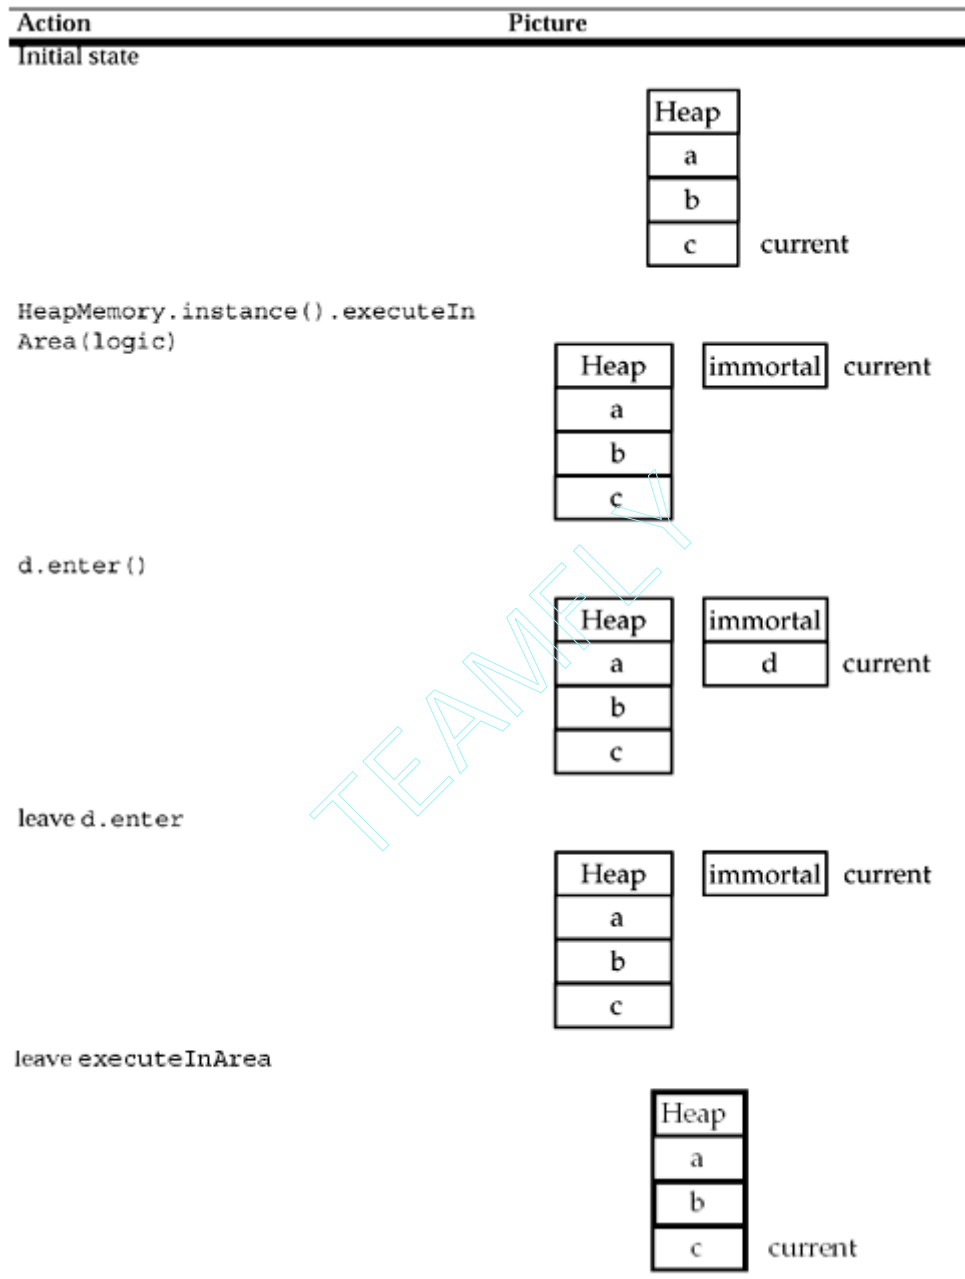 Action Picture
Initial state
Heap
a
b
c current
HeapMemory.instance().executeIn
Area(logic)
Heap immortal current
a
b
c
d.enter()
Heap immortal
a d current
b
c
leave d.enter
Heap immortal current
a
b
c
leave executeInArea
Heap
a
b
c current
TEAMFLY